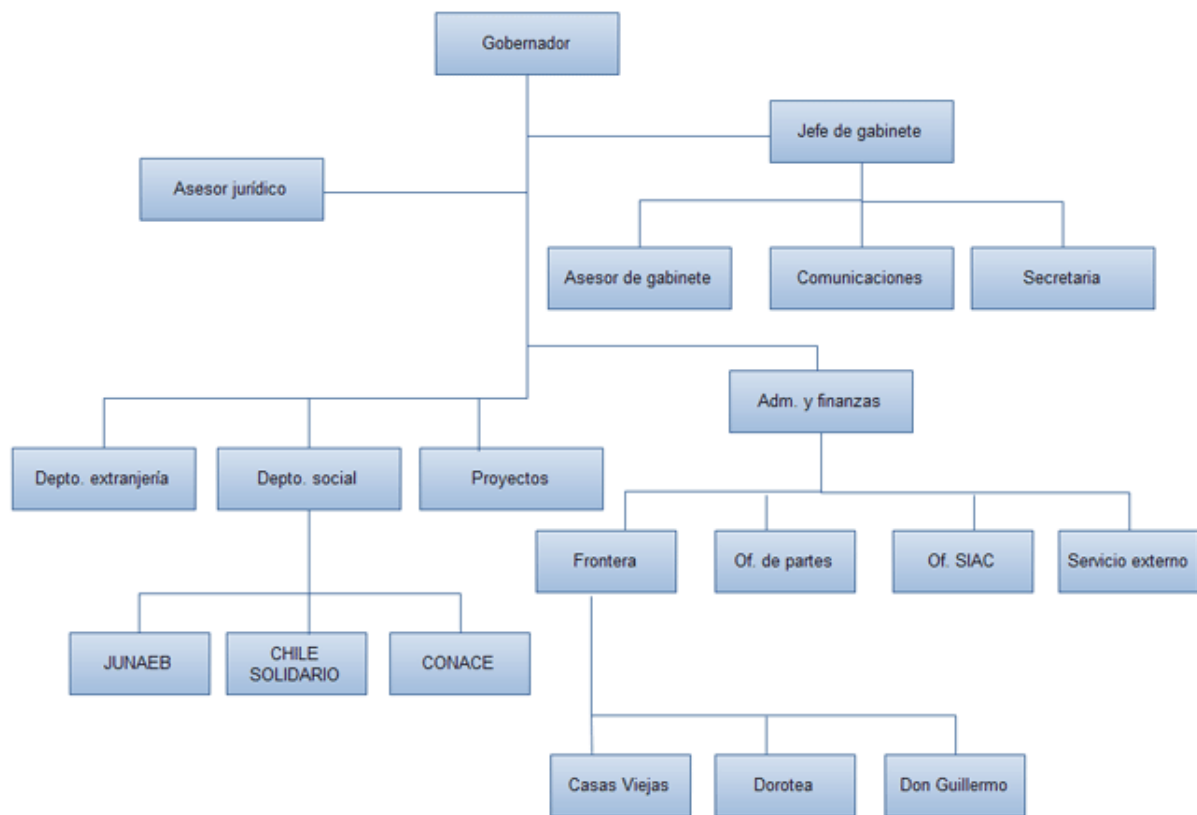 Gobernador
Jefe de gabinete
Asesor jurídico
Asesor de gabinete
Comunicaciones
Secretaria
Adm. y finanzas
Depto. extranjería
Depto. social
Proyectos
Frontera
Of. de partes
Of. SIAC
Servicio externo
JUNAEB
CHILE
SOLIDARIO
CONACE
Casas Viejas
Dorotea
Don Guillermo